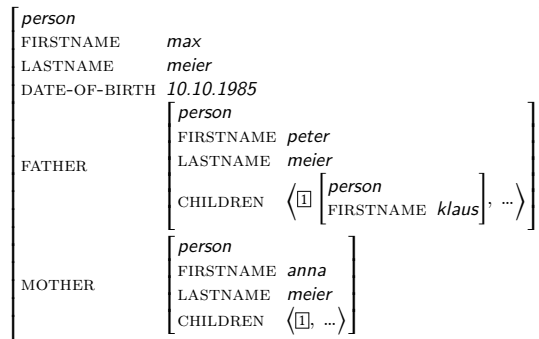 person
FIRSTNAME max
LASTNAME meier
DATE-OF-BIRTH 10.10.1985
person
FIRSTNAME peter
LASTNAME meier
FATHER
CHILDREN ⟨ 1 [person FIRSTNAME klaus], ... ⟩
person
FIRSTNAME anna
LASTNAME meier
MOTHER
CHILDREN ⟨ 1, ... ⟩